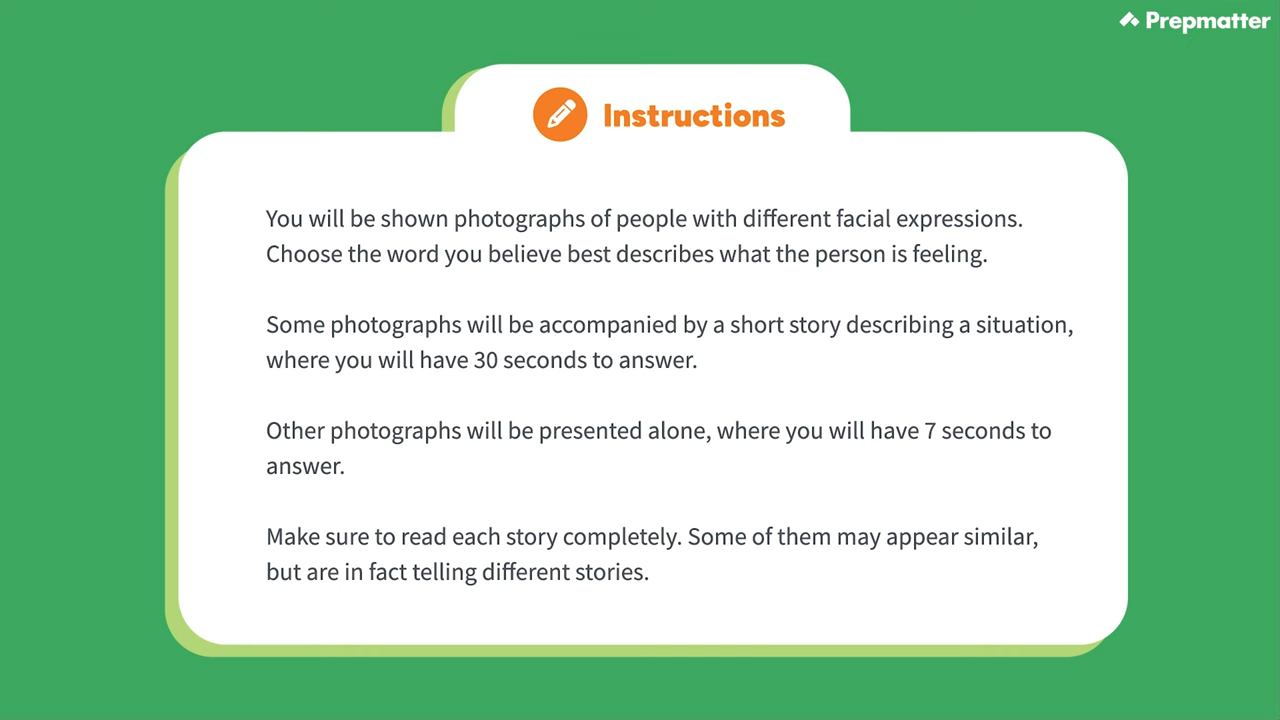 Prepmatter
Instructions
You will be shown photographs of people with different facial expressions.
Choose the word you believe best describes what the person is feeling.
Some photographs will be accompanied by a short story describing a situation,
where you will have 30 seconds to answer.
Other photographs will be presented alone, where you will have 7 seconds to
answer.
Make sure to read each story completely. Some of them may appear similar,
but are in fact telling different stories.